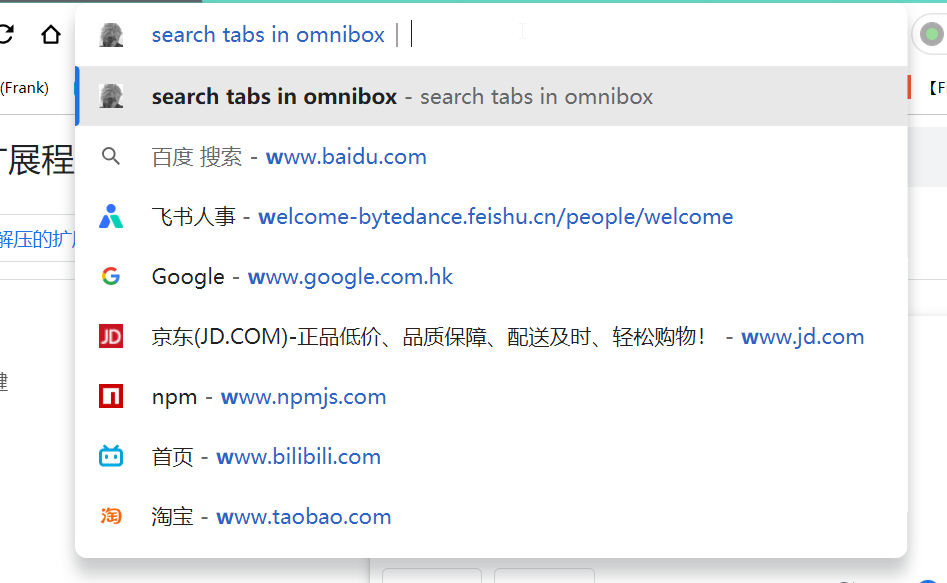 search tabs in omnibox |
(Frank)
search tabs in omnibox - search tabs in omnibox
【F
百度 搜索 - www.baidu.com
扩展程
飞书人事 - welcome-bytedance.feishu.cn/people/welcome
解压的扩展
Google - www.google.com.hk
京东(JD.COM)-正品低价、品质保障、配送及时、轻松购物！ - www.jd.com
JD
npm - www.npmjs.com
首页 - www.bilibili.com
淘 淘宝 - www.taobao.com